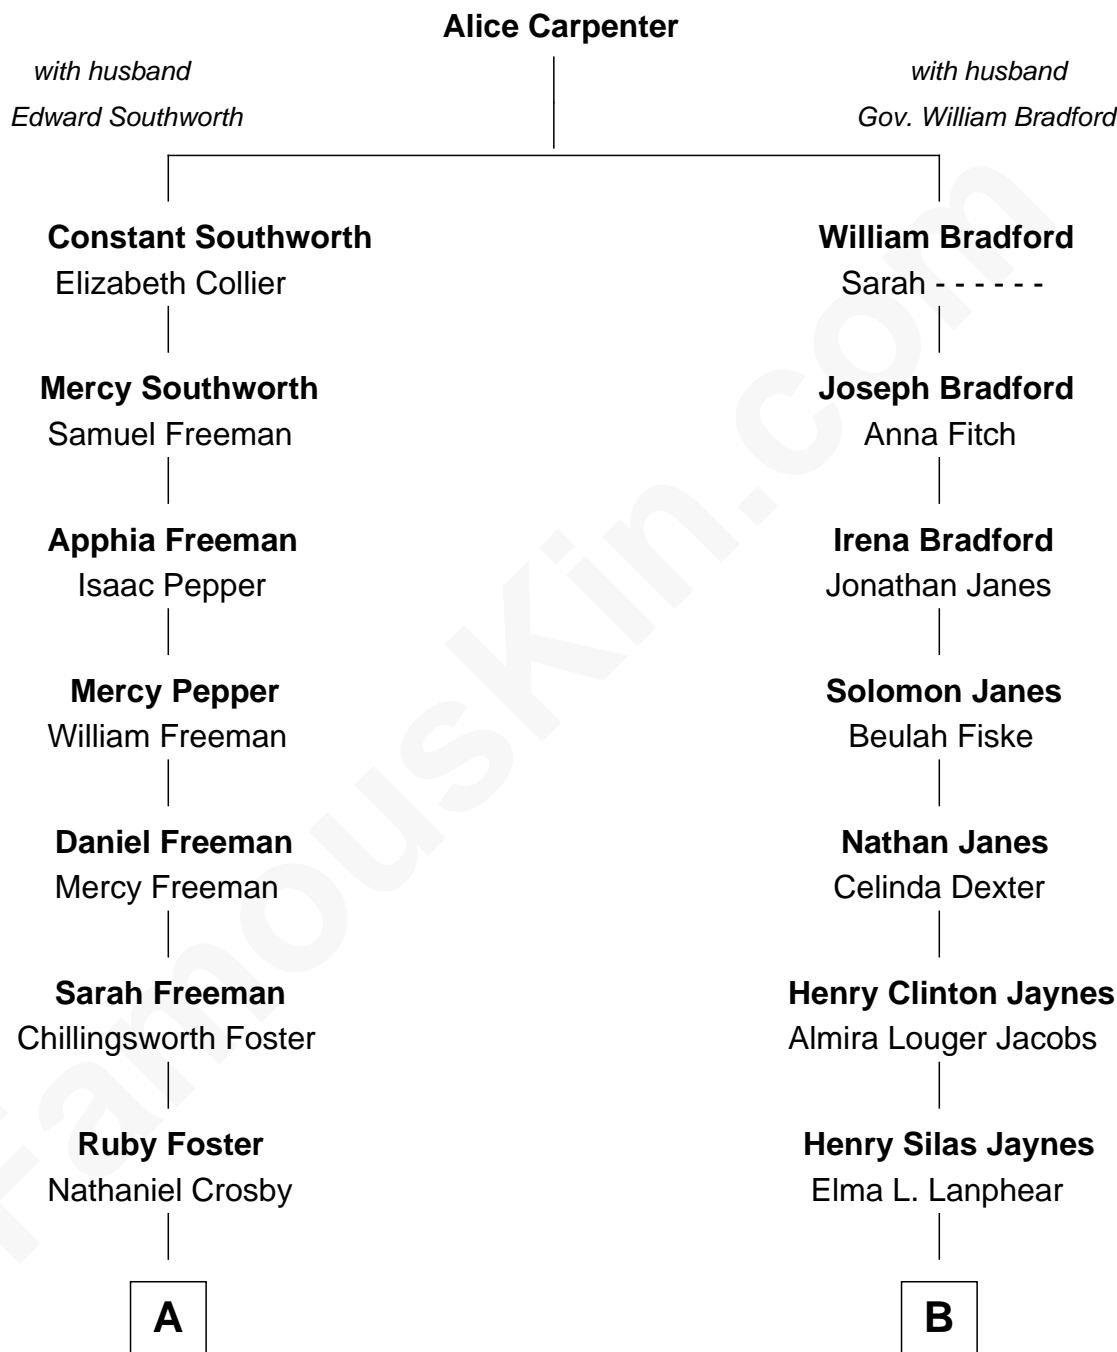 Alice Carpenter
with husband
Edward Southworth
with husband
Gov. William Bradford
Constant Southworth
Elizabeth Collier
William Bradford
Sarah - - - - - -
Mercy Southworth
Samuel Freeman
Joseph Bradford
Anna Fitch
Apphia Freeman
Isaac Pepper
Irena Bradford
Jonathan Janes
Mercy Pepper
William Freeman
Solomon Janes
Beulah Fiske
Daniel Freeman
Mercy Freeman
Nathan Janes
Celinda Dexter
Sarah Freeman
Chillingsworth Foster
Henry Clinton Jaynes
Almira Louger Jacobs
Ruby Foster
Nathaniel Crosby
Henry Silas Jaynes
Elma L. Lanphear
A
B
FamousKin.com